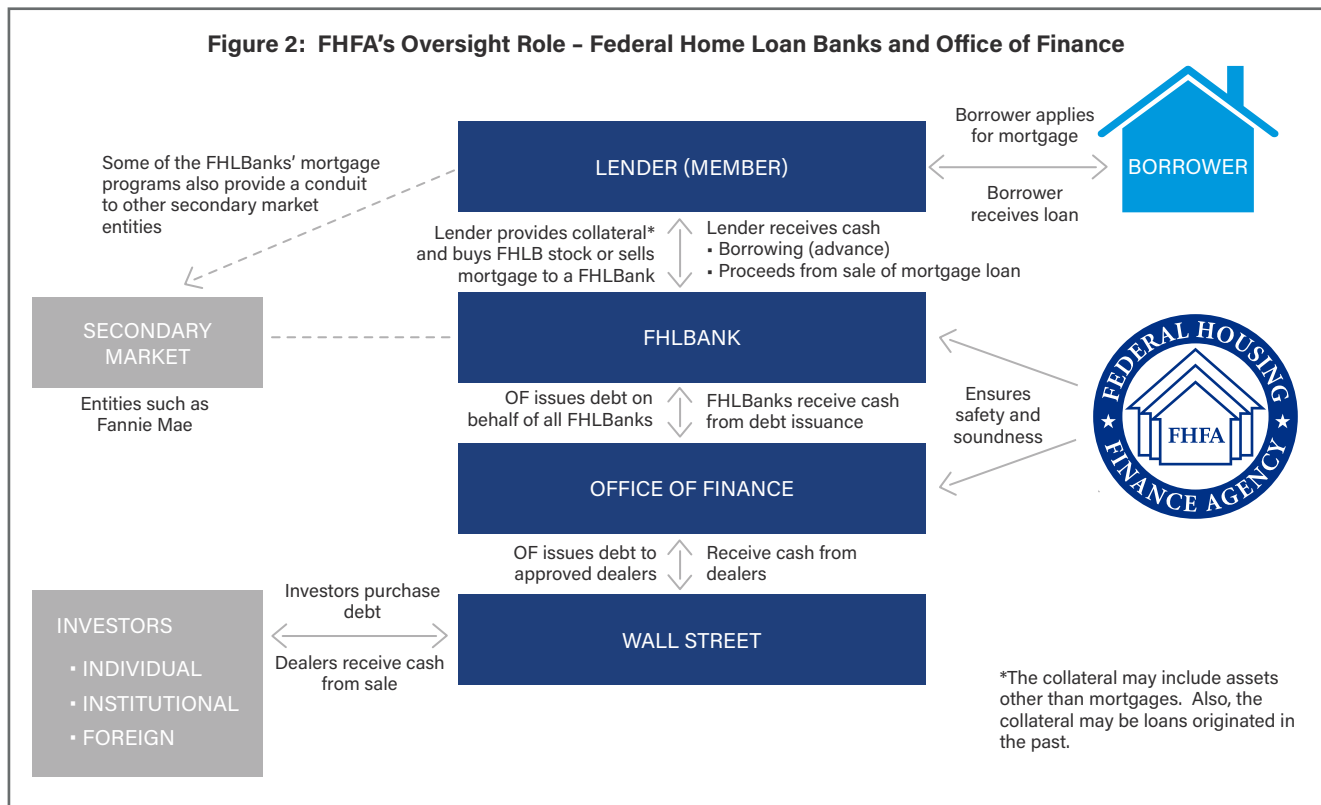 Figure 2: FHFA's Oversight Role – Federal Home Loan Banks and Office of Finance
Some of the FHLBanks' mortgage
programs also provide a conduit
to other secondary market
entities
LENDER (MEMBER)
Borrower applies
for mortgage
Borrower
receives loan
BORROWER
Lender provides collateral*
and buys FHLB stock or sells
mortgage to a FHLBank
Lender receives cash
▪ Borrowing (advance)
▪ Proceeds from sale of mortgage loan
SECONDARY
MARKET
Entities such as
Fannie Mae
FHLBANK
OF issues debt on
behalf of all FHLBanks
FHLBanks receive cash
from debt issuance
Ensures
safety and
soundness
FEDERAL HOUSING
FHFA
FINANCE AGENCY
OFFICE OF FINANCE
OF issues debt to
approved dealers
Receive cash from
dealers
INVESTORS
▪ INDIVIDUAL
▪ INSTITUTIONAL
▪ FOREIGN
Investors purchase
debt
Dealers receive cash
from sale
WALL STREET
*The collateral may include assets
other than mortgages. Also, the
collateral may be loans originated in
the past.